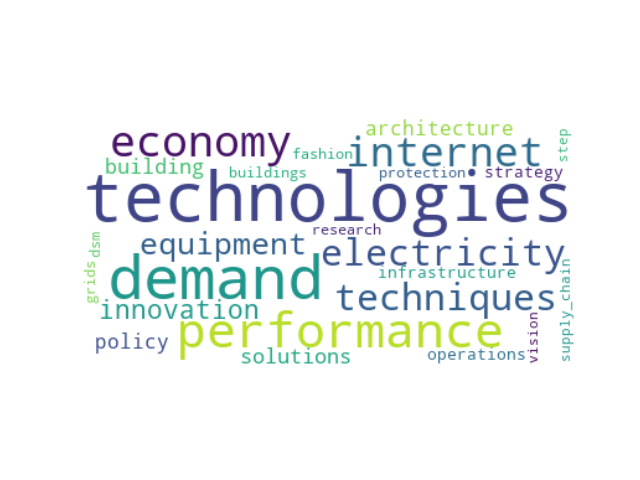 architecture
economy
internet
step
fashion
building
buildings
protection
strategy
technologies
research
dsm
equipment
electricity
grids
demand
infrastructure
supply_chain
techniques
innovation
performance
vision
policy
solutions
operations